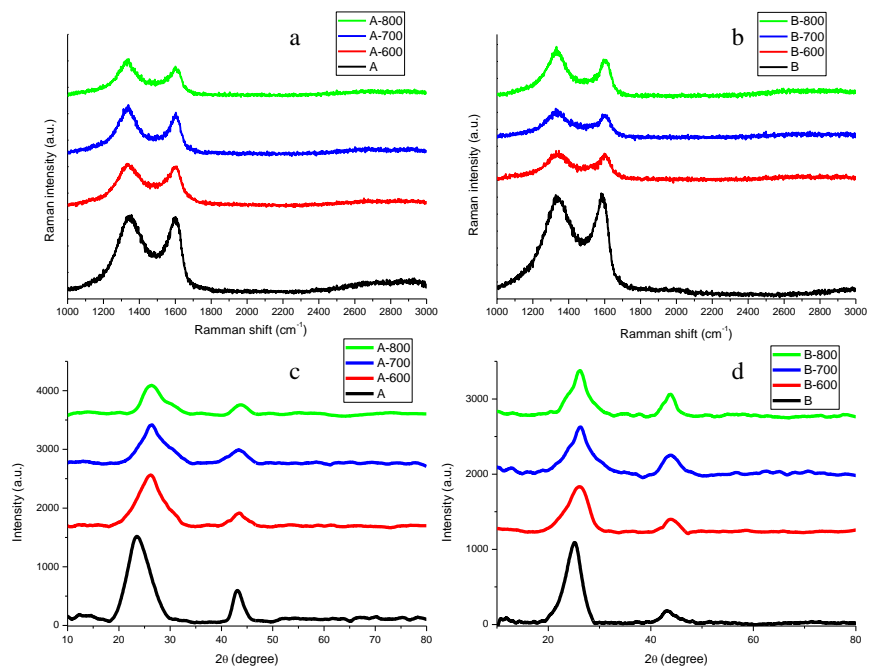 a
A-800
A-700
A-600
A
Raman intensity (a.u.)
1000 1200 1400 1600 1800 2000 2200 2400 2600 2800 3000
Ramman shift (cm-1)
b
B-800
B-700
B-600
B
Raman intensity (a.u.)
1000 1200 1400 1600 1800 2000 2200 2400 2600 2800 3000
Raman shift (cm-1)
c
A-800
A-700
A-600
A
Intensity (a.u.)
4000
3000
2000
1000
0
10 20 30 40 50 60 70 80
2θ (degree)
d
B-800
B-700
B-600
B
Intensity (a.u.)
3000
2000
1000
0
20 40 60 80
2θ (degree)